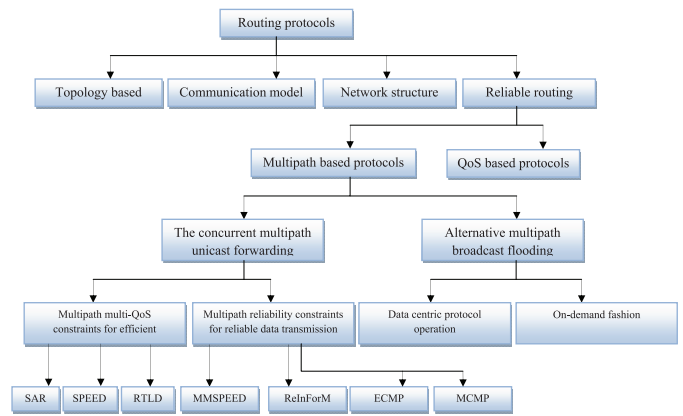 Routing protocols
Topology based
Communication model
Network structure
Reliable routing
Multipath based protocols
QoS based protocols
The concurrent multipath
unicast forwarding
Alternative multipath
broadcast flooding
Multipath multi-QoS
constraints for efficient
Multipath reliability constraints
for reliable data transmission
Data centric protocol
operation
On-demand fashion
SAR
SPEED
RTLD
MMSPEED
ReInForM
ECMP
MCMP